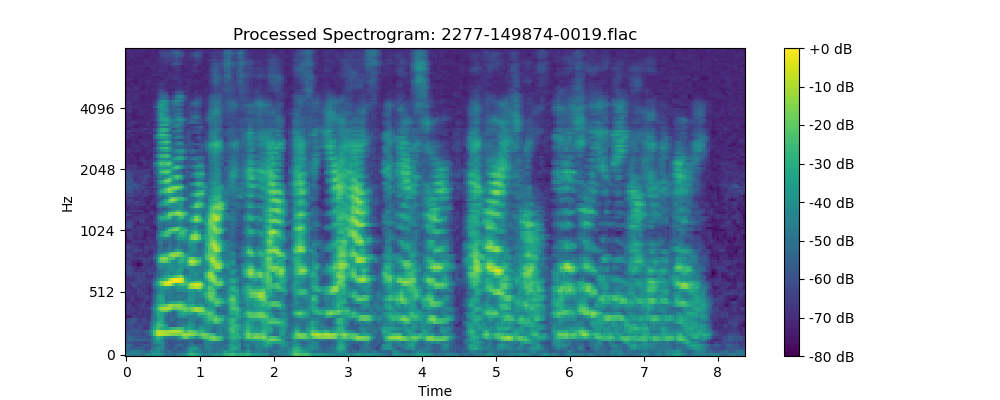 Processed Spectrogram: 2277-149874-0019.flac
Hz
4096
2048
1024
512
0
0 1 2 3 4 5 6 7 8
Time
+0 dB
-10 dB
-20 dB
-30 dB
-40 dB
-50 dB
-60 dB
-70 dB
-80 dB